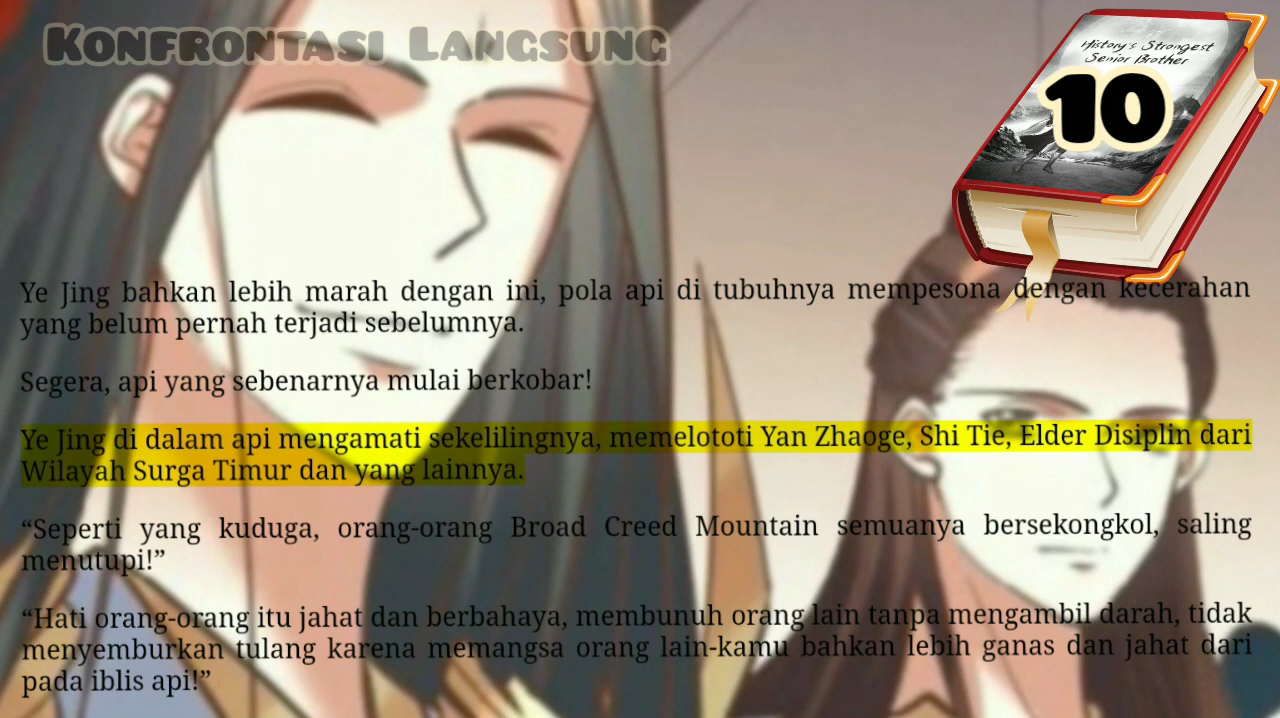 Konfrontasi Langsung
History's Strongest
Senior Brother
10
Ye Jing bahkan lebih marah dengan ini, pola api di tubuhnya mempesona dengan kecerahan
yang belum pernah terjadi sebelumnya.
Segera, api yang sebenarnya mulai berkobar!
Ye Jing di dalam api mengamati sekelilingnya, memelototi Yan Zhaoge, Shi Tie, Elder Disiplin dari
Wilayah Surga Timur dan yang lainnya.
“Seperti yang kuduga, orang-orang Broad Creed Mountain semuanya bersekongkol, saling
menutupi!”
“Hati orang-orang itu jahat dan berbahaya, membunuh orang lain tanpa mengambil darah, tidak
menyemburkan tulang karena memangsa orang lain-kamu bahkan lebih ganas dan jahat dari
pada iblis api!”